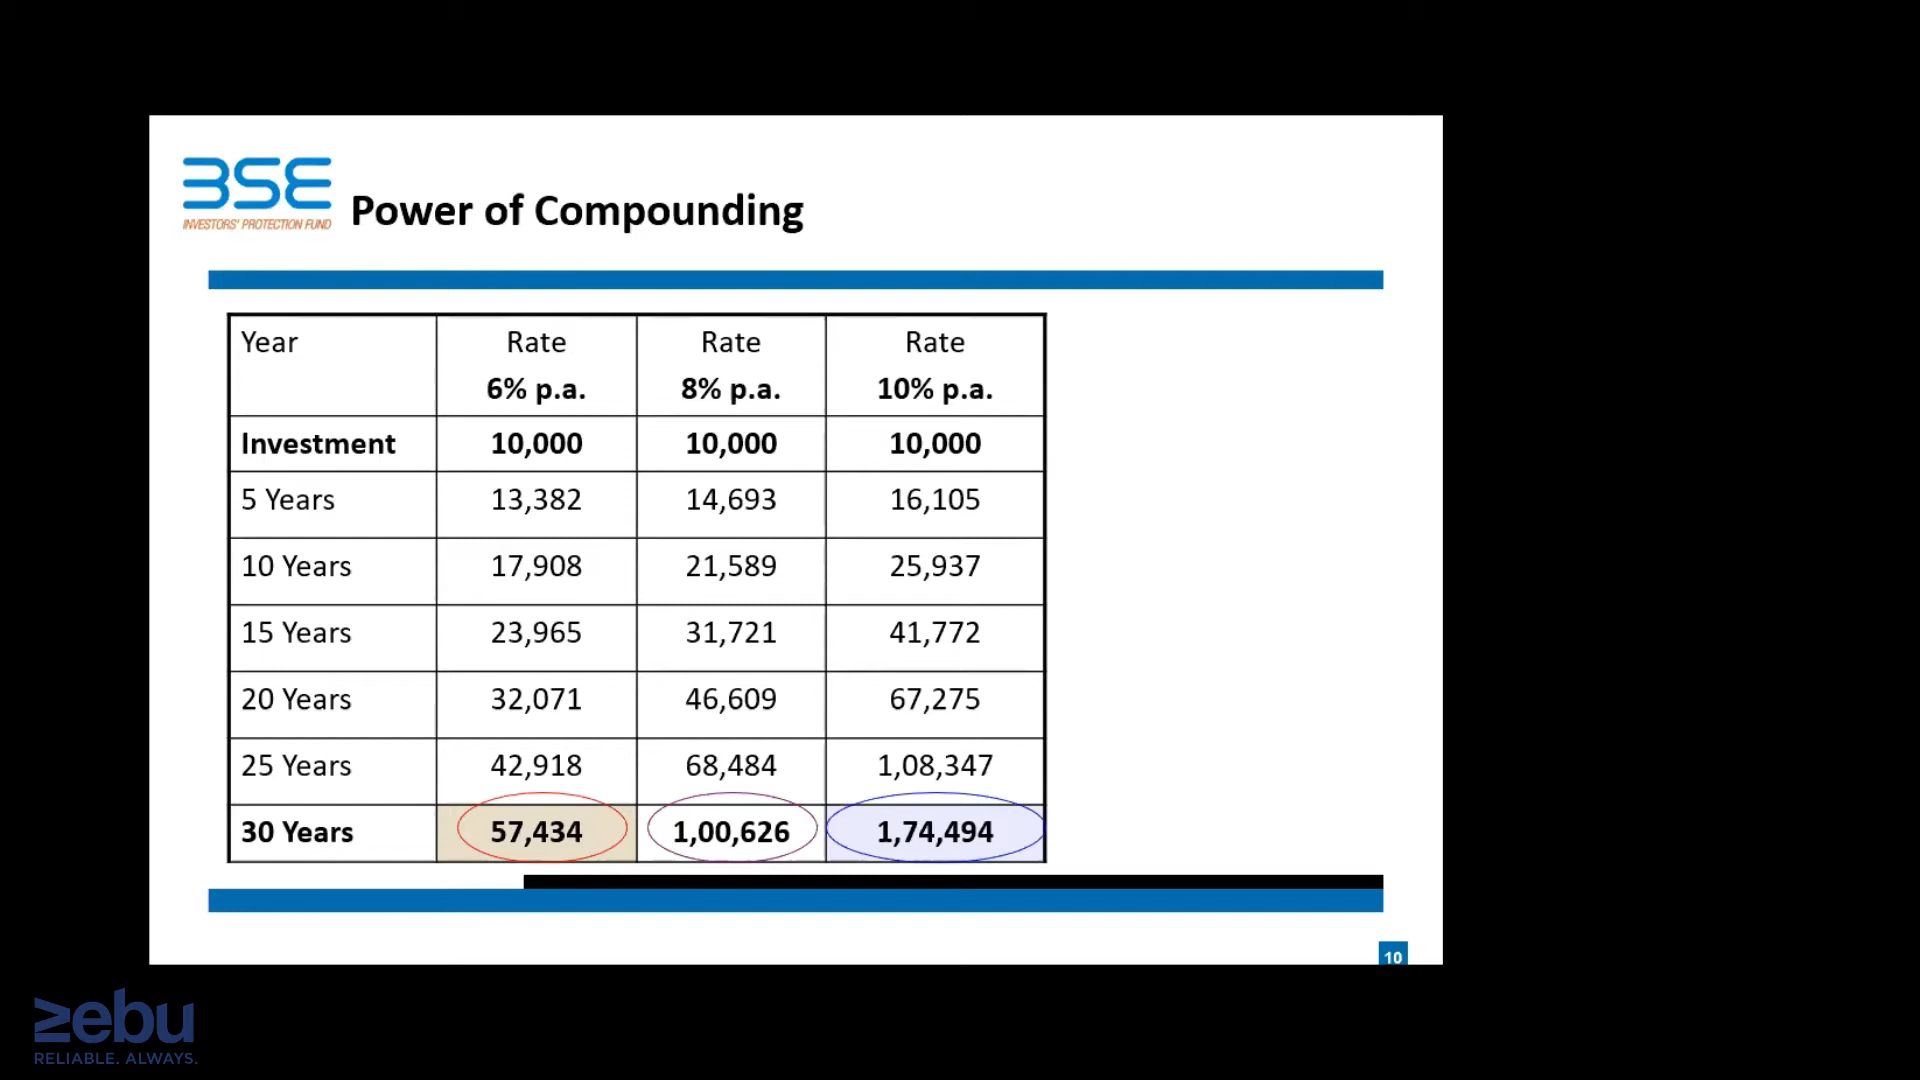 BSE
INVESTORS' PROTECTION FUND
Power of Compounding
Year Rate Rate Rate
6% p.a. 8% p.a. 10% p.a.
Investment 10,000 10,000 10,000
5 Years 13,382 14,693 16,105
10 Years 17,908 21,589 25,937
15 Years 23,965 31,721 41,772
20 Years 32,071 46,609 67,275
25 Years 42,918 68,484 1,08,347
30 Years 57,434 1,00,626 1,74,494
10
zebu
RELIABLE. ALWAYS.